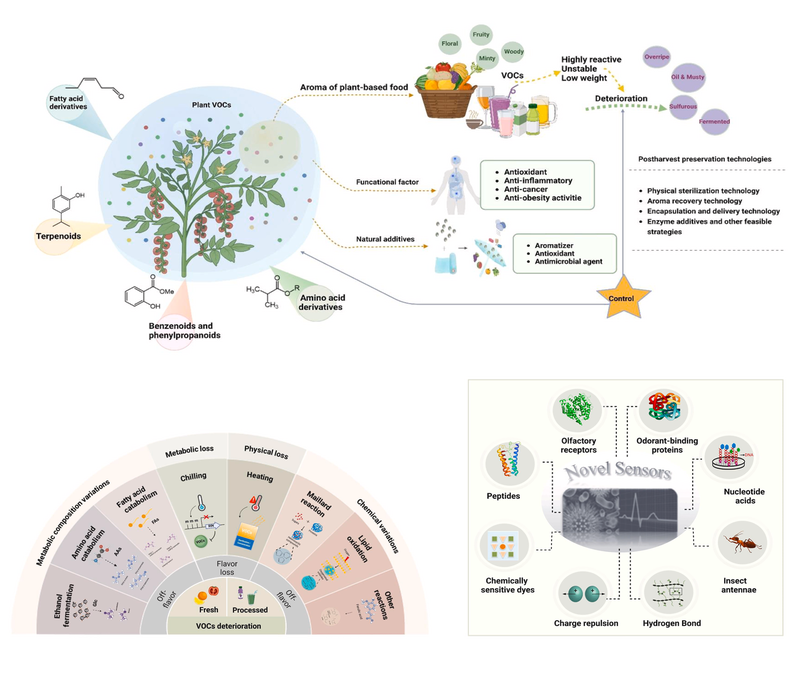 Floral
Fruity
Minty
Woody
VOCs
Highly reactive
Unstable
Low weight
Deterioration
Overripe
Oil & Musty
Sulfurous
Fermented
Fatty acid
derivatives
Plant VOCs
Aroma of plant-based food
Terpenoids
OH
Funcational factor
Antioxidant
Anti-inflammatory
Anti-cancer
Anti-obesity activitie
Natural additives
Aromatizer
Antioxidant
Antimicrobial agent
Postharvest preservation technologies
Physical sterilization technology
Aroma recovery technology
Encapsulation and delivery technology
Enzyme additives and other feasible
strategies
Control
O
OMe
OH
Benzenoids and
phenylpropanoids
H₃C
O
O
R
CH₃
Amino acid
derivatives
Metabolic composition variations
Metabolic loss
Physical loss
Chemical variations
Ethanol
fermentation
Glc
Amino acid
catabolism
AAs
Fatty acid
catabolism
FAs
Chilling
Heating
Maillard
reaction
Lipid
oxidation
Other
reactions
Off-
flavor
Flavor
loss
Off-
flavor
Fresh
Processed
VOCs deterioration
Novel Sensors
Olfactory
receptors
Odorant-binding
proteins
Peptides
DNA
Nucleotide
acids
Chemically
sensitive dyes
Insect
antennae
Charge repulsion
Hydrogen Bond